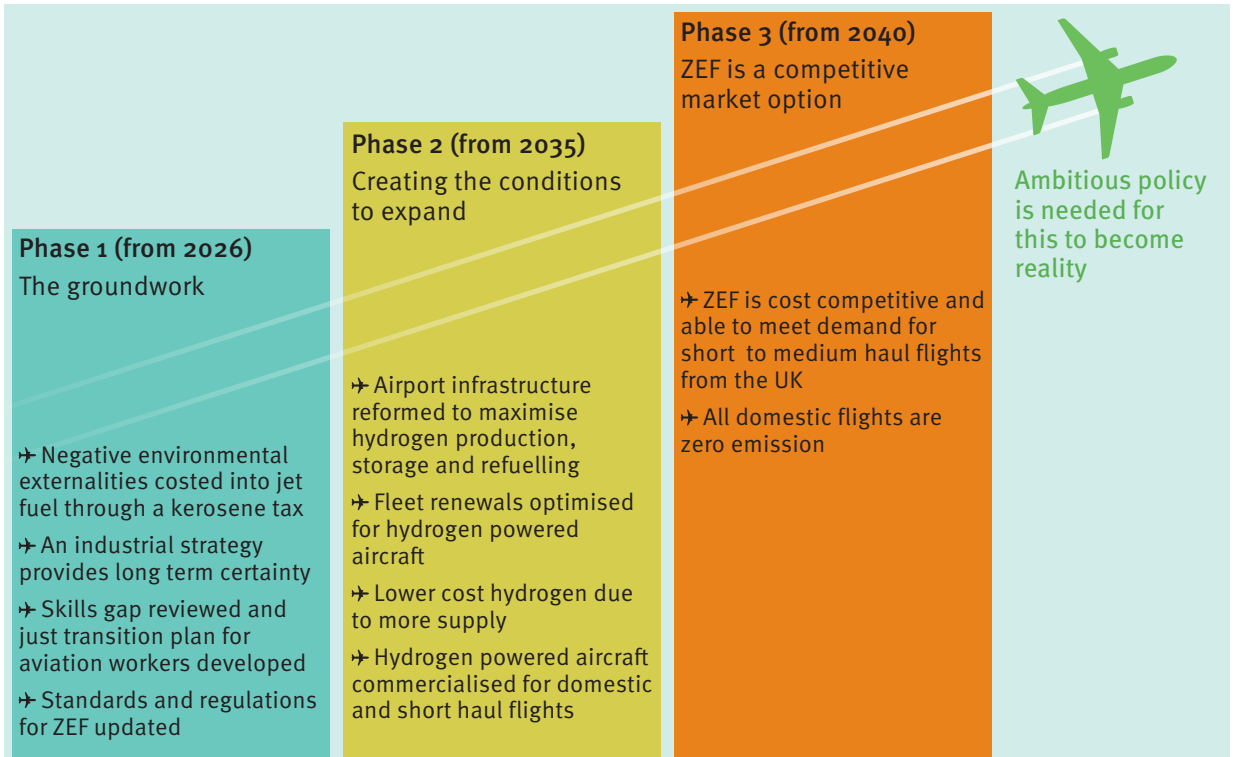 Phase 1 (from 2026)
The groundwork
Negative environmental
externalities costed into jet
fuel through a kerosene tax
An industrial strategy
provides long term certainty
Skills gap reviewed and
just transition plan for
aviation workers developed
Standards and regulations
for ZEF updated
Phase 2 (from 2035)
Creating the conditions
to expand
Airport infrastructure
reformed to maximise
hydrogen production,
storage and refuelling
Fleet renewals optimised
for hydrogen powered
aircraft
Lower cost hydrogen due
to more supply
Hydrogen powered aircraft
commercialised for domestic
and short haul flights
Phase 3 (from 2040)
ZEF is a competitive
market option
ZEF is cost competitive and
able to meet demand for
short to medium haul flights
from the UK
All domestic flights are
zero emission
Ambitious policy
is needed for
this to become
reality